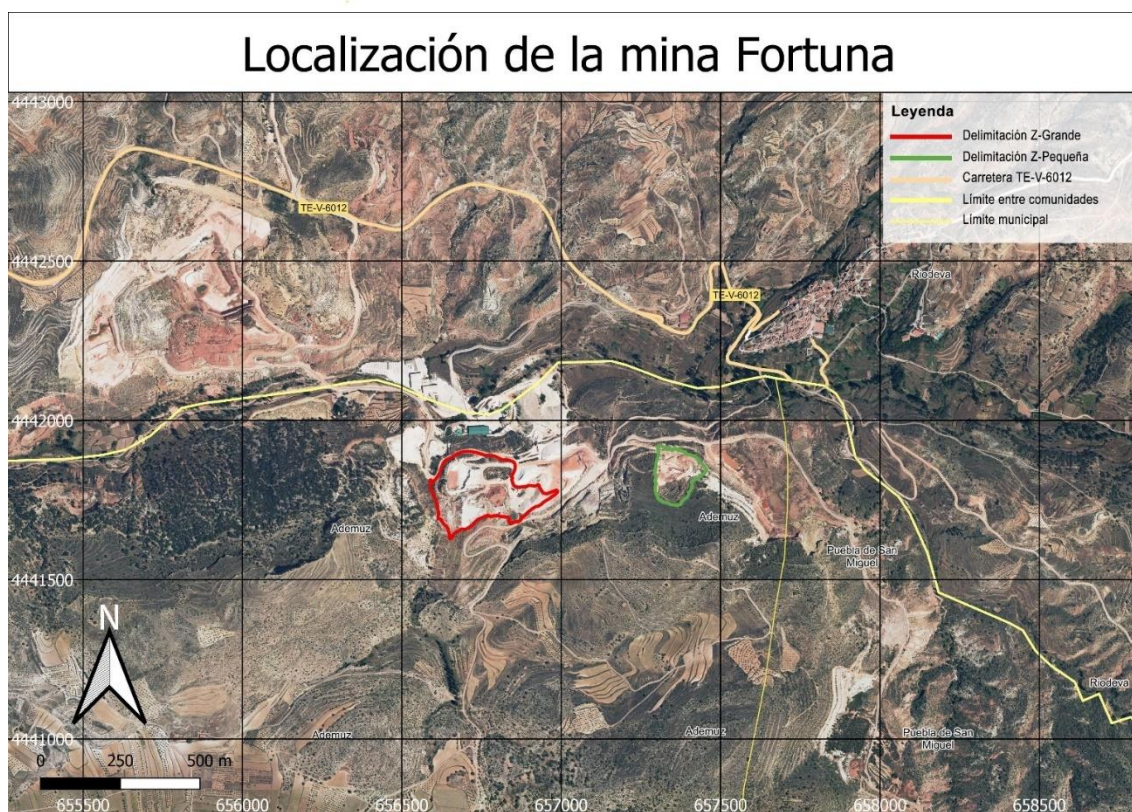 Localización de la mina Fortuna
4443000
Leyenda
Delimitación Z-Grande
Delimitación Z-Pequeña
Carretera TE-V-6012
Límite entre comunidades
Límite municipal
TE-V-6012
4442500
Riodeva
TE-V-6012
4442000
Ademuz
Ademuz
Puebla de San
Miguel
4441500
N
Riodeva
Ademuz
Ademuz
Puebla de San
Miguel
4441000
0 250 500 m
655500 656000 656500 657000 657500 658000 658500